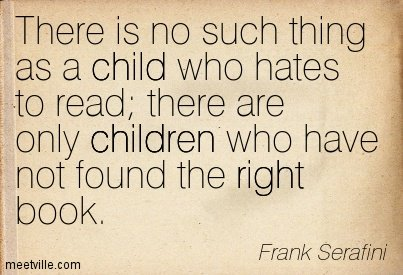 There is no such thing
as a child who hates
to read; there are
only children who have
not found the right
book.
Frank Serafini
meetville.com